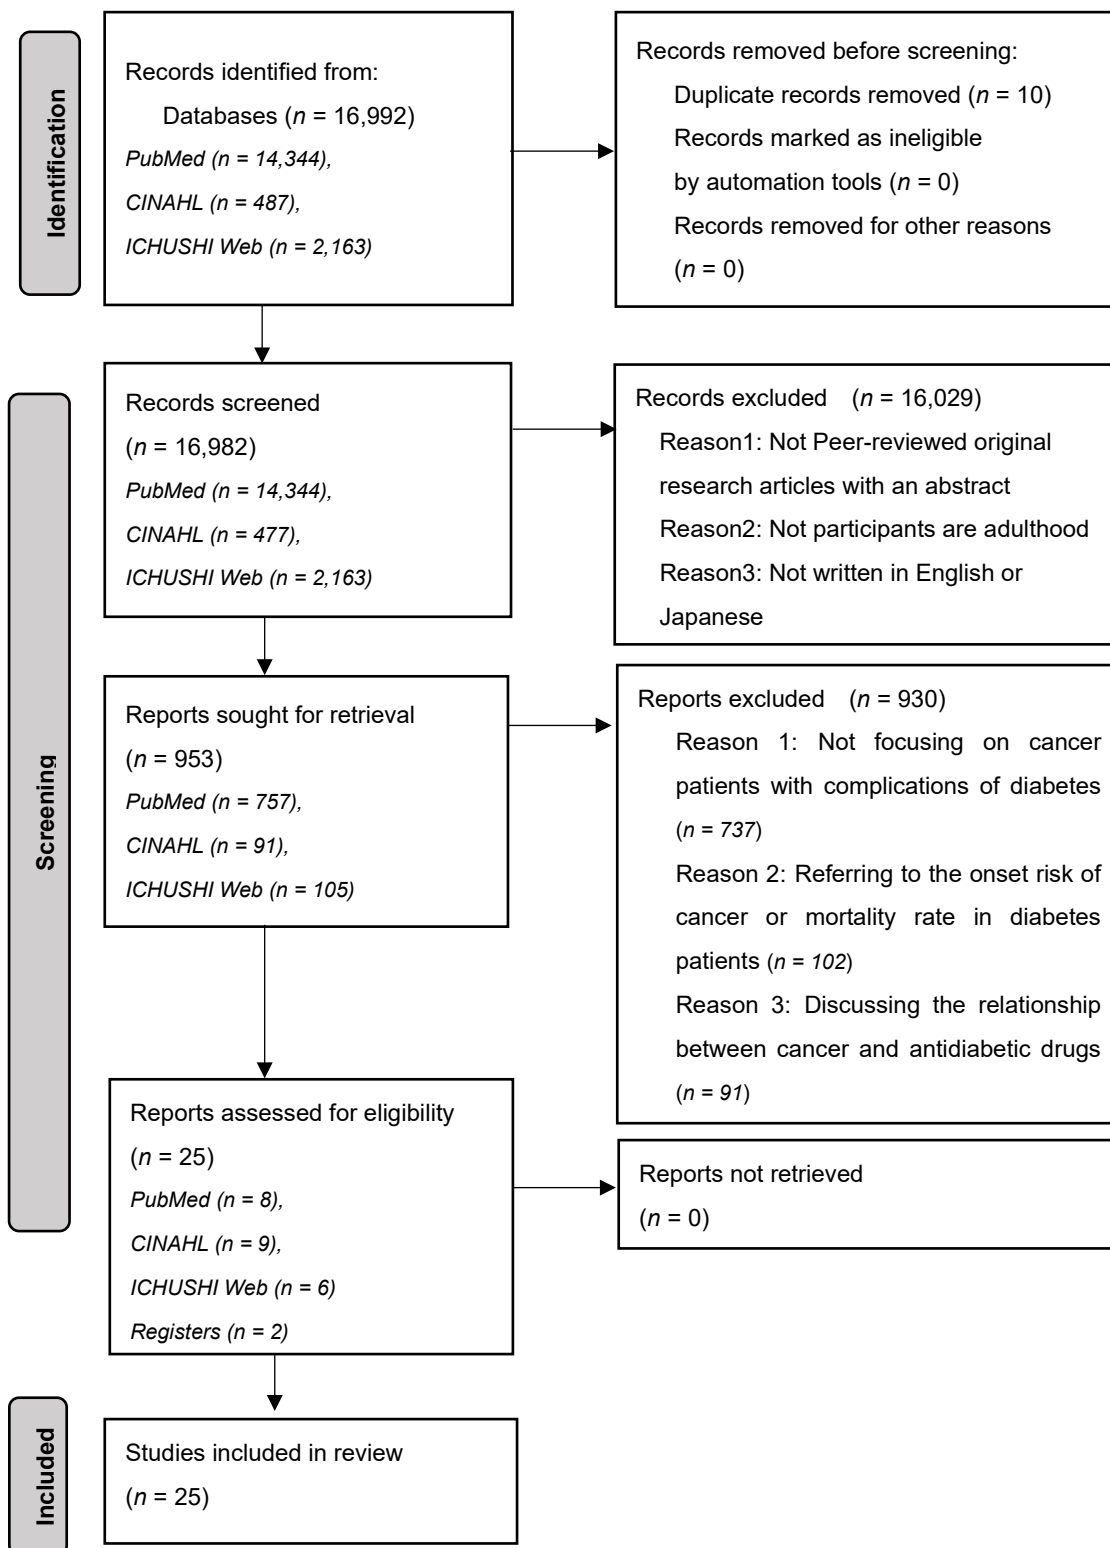 Identification
Records identified from:
Databases (n = 16,992)
PubMed (n = 14,344),
CINAHL (n = 487),
ICHUSHI Web (n = 2,163)
Records removed before screening:
Duplicate records removed (n = 10)
Records marked as ineligible
by automation tools (n = 0)
Records removed for other reasons
(n = 0)
Screening
Records screened
(n = 16,982)
PubMed (n = 14,344),
CINAHL (n = 477),
ICHUSHI Web (n = 2,163)
Records excluded (n = 16,029)
Reason1: Not Peer-reviewed original
research articles with an abstract
Reason2: Not participants are adulthood
Reason3: Not written in English or
Japanese
Reports sought for retrieval
(n = 953)
PubMed (n = 757),
CINAHL (n = 91),
ICHUSHI Web (n = 105)
Reports excluded (n = 930)
Reason 1: Not focusing on cancer
patients with complications of diabetes
(n = 737)
Reason 2: Referring to the onset risk of
cancer or mortality rate in diabetes
patients (n = 102)
Reason 3: Discussing the relationship
between cancer and antidiabetic drugs
(n = 91)
Reports assessed for eligibility
(n = 25)
PubMed (n = 8),
CINAHL (n = 9),
ICHUSHI Web (n = 6)
Registers (n = 2)
Reports not retrieved
(n = 0)
Included
Studies included in review
(n = 25)